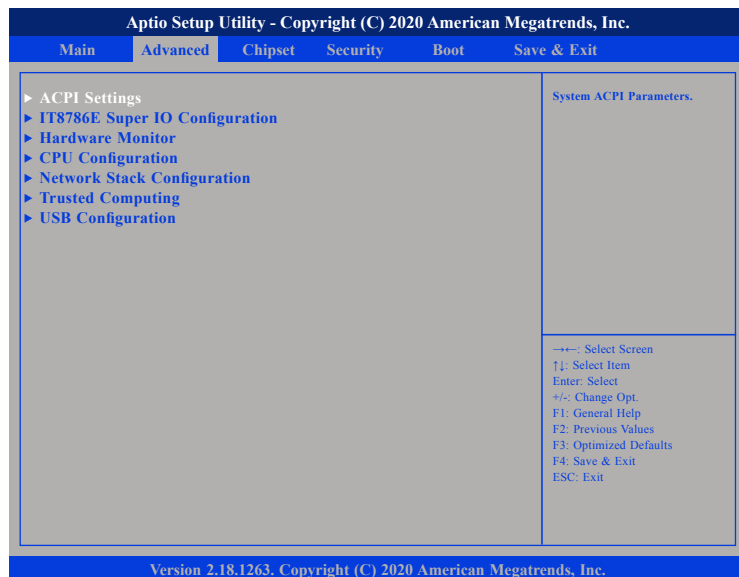 Aptio Setup Utility - Copyright (C) 2020 American Megatrends, Inc.
Main Advanced Chipset Security Boot Save & Exit
► ACPI Settings
► IT8786E Super IO Configuration
► Hardware Monitor
► CPU Configuration
► Network Stack Configuration
► Trusted Computing
► USB Configuration
System ACPI Parameters.
→←: Select Screen
↑↓: Select Item
Enter: Select
+/-: Change Opt.
F1: General Help
F2: Previous Values
F3: Optimized Defaults
F4: Save & Exit
ESC: Exit
Version 2.18.1263. Copyright (C) 2020 American Megatrends, Inc.